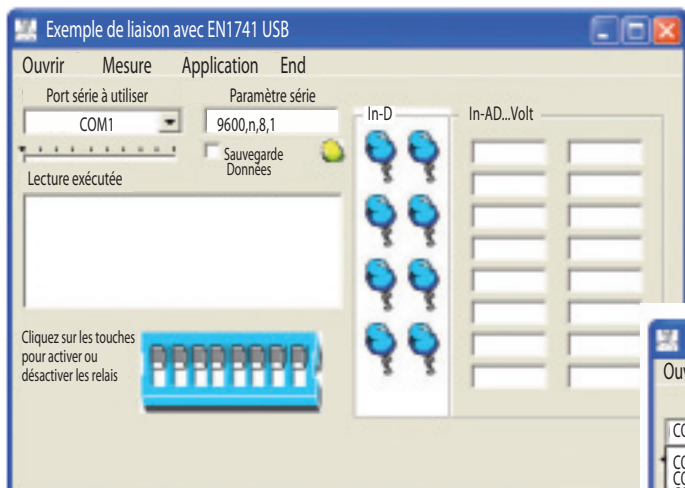 Exemple de liaison avec EN1741 USB
Ouvrir Mesure Application End
Port série à utiliser
Paramètre série
COM1
9600,n,8,1
Sauvegarde
Données
Lecture exécutée
In-D
In-AD...Volt
Cliquez sur les touches
pour activer ou
désactiver les relais